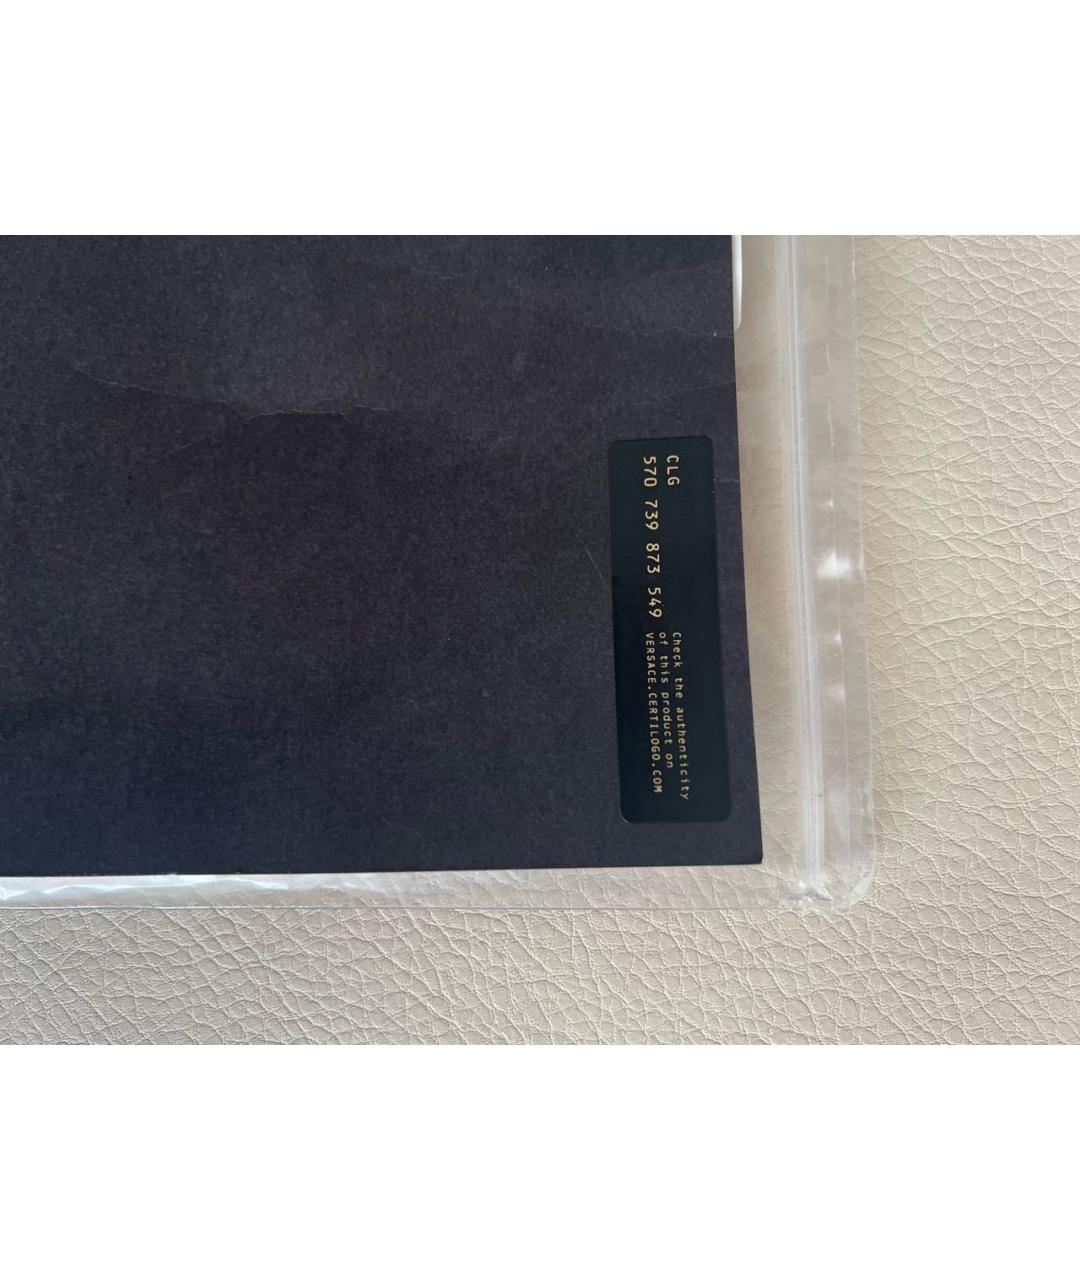 CLG
570 739 873 549
Check the authenticity
of this product on
VERSACE.CERTILOGO.COM